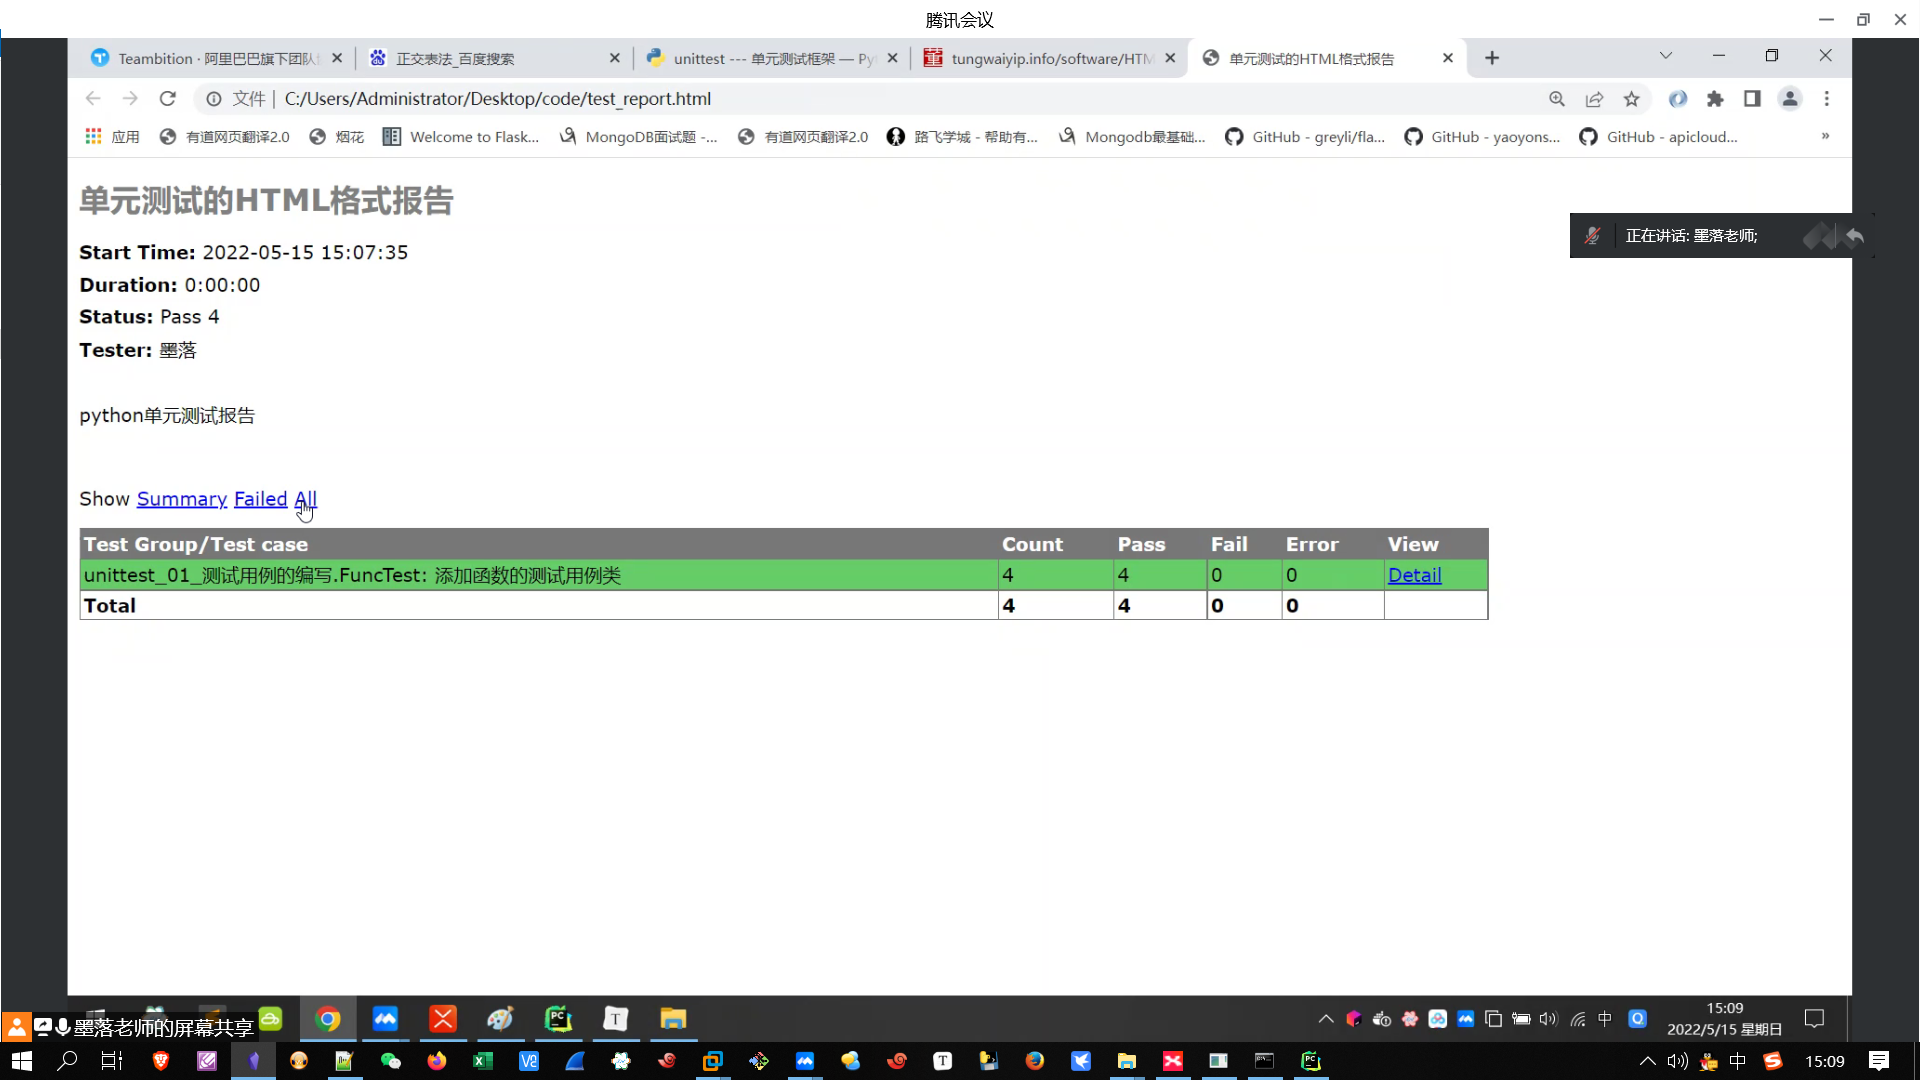 腾讯会议
Teambition · 阿里巴巴旗下团队
正交表法_百度搜索
unittest --- 单元测试框架 — Py
tungwaiyip.info/software/HTM
单元测试的HTML格式报告
文件 | C:/Users/Administrator/Desktop/code/test_report.html
应用
有道网页翻译2.0
烟花
Welcome to Flask...
MongoDB面试题 -...
有道网页翻译2.0
路飞学城 - 帮助有...
Mongodb最基础...
GitHub - greyli/fla...
GitHub - yaoyons...
GitHub - apicloud...
»
单元测试的HTML格式报告
正在讲话: 墨落老师;
Start Time: 2022-05-15 15:07:35
Duration: 0:00:00
Status: Pass 4
Tester: 墨落
python单元测试报告
Show Summary Failed All
Test Group/Test case Count Pass Fail Error View
unittest_01_测试用例的编写.FuncTest: 添加函数的测试用例类 4 4 0 0 Detail
Total 4 4 0 0
墨落老师的屏幕共享
中
15:09
2022/5/15 星期日
中
15:09